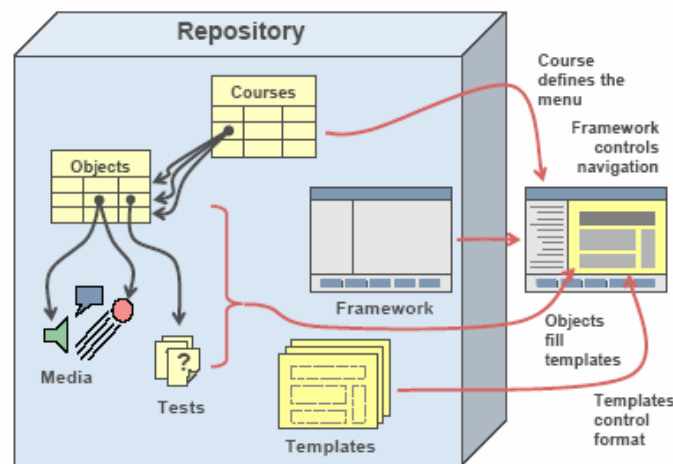 Repository
Courses
Course
defines the
menu
Framework
controls
navigation
Objects
Framework
Objects
fill
templates
Media
?
Tests
Templates
Templates
control
format